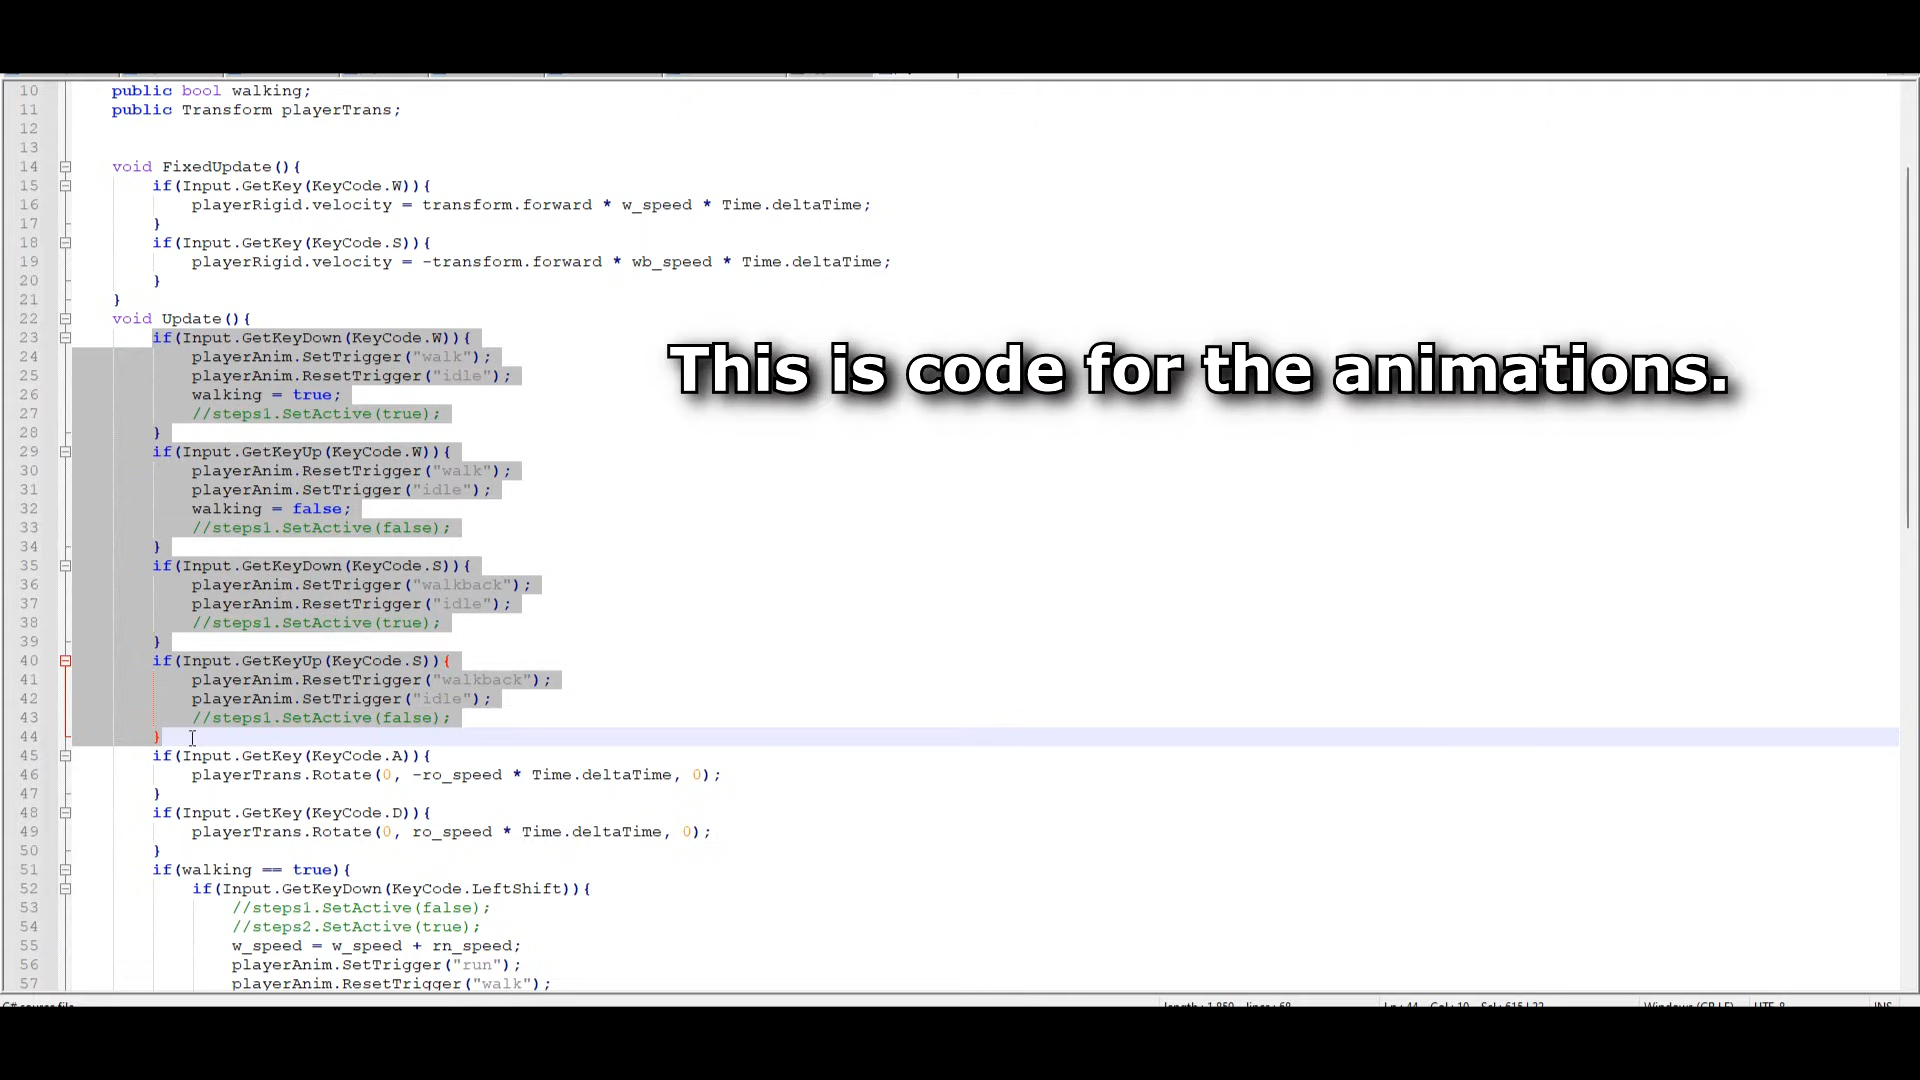 10 public bool walking;
11 public Transform playerTrans;
12
13
14 void FixedUpdate(){
15 if(Input.GetKey(KeyCode.W)){
16 playerRigid.velocity = transform.forward * w_speed * Time.deltaTime;
17 }
18 if(Input.GetKey(KeyCode.S)){
19 playerRigid.velocity = -transform.forward * wb_speed * Time.deltaTime;
20 }
21 }
22 void Update(){
23 if(Input.GetKeyDown(KeyCode.W)){
24 playerAnim.SetTrigger("walk");
25 playerAnim.ResetTrigger("idle");
26 walking = true;
27 //steps1.SetActive(true);
28 }
29 if(Input.GetKeyUp(KeyCode.W)){
30 playerAnim.ResetTrigger("walk");
31 playerAnim.SetTrigger("idle");
32 walking = false;
33 //steps1.SetActive(false);
34 }
35 if(Input.GetKeyDown(KeyCode.S)){
36 playerAnim.SetTrigger("walkback");
37 playerAnim.ResetTrigger("idle");
38 //steps1.SetActive(true);
39 }
40 if(Input.GetKeyUp(KeyCode.S)){
41 playerAnim.ResetTrigger("walkback");
42 playerAnim.SetTrigger("idle");
43 //steps1.SetActive(false);
44 }
45 if(Input.GetKey(KeyCode.A)){
46 playerTrans.Rotate(0, -ro_speed * Time.deltaTime, 0);
47 }
48 if(Input.GetKey(KeyCode.D)){
49 playerTrans.Rotate(0, ro_speed * Time.deltaTime, 0);
50 }
51 if(walking == true){
52 if(Input.GetKeyDown(KeyCode.LeftShift)){
53 //steps1.SetActive(false);
54 //steps2.SetActive(true);
55 w_speed = w_speed + rn_speed;
56 playerAnim.SetTrigger("run");
57 playerAnim.ResetTrigger("walk");
This is code for the animations.